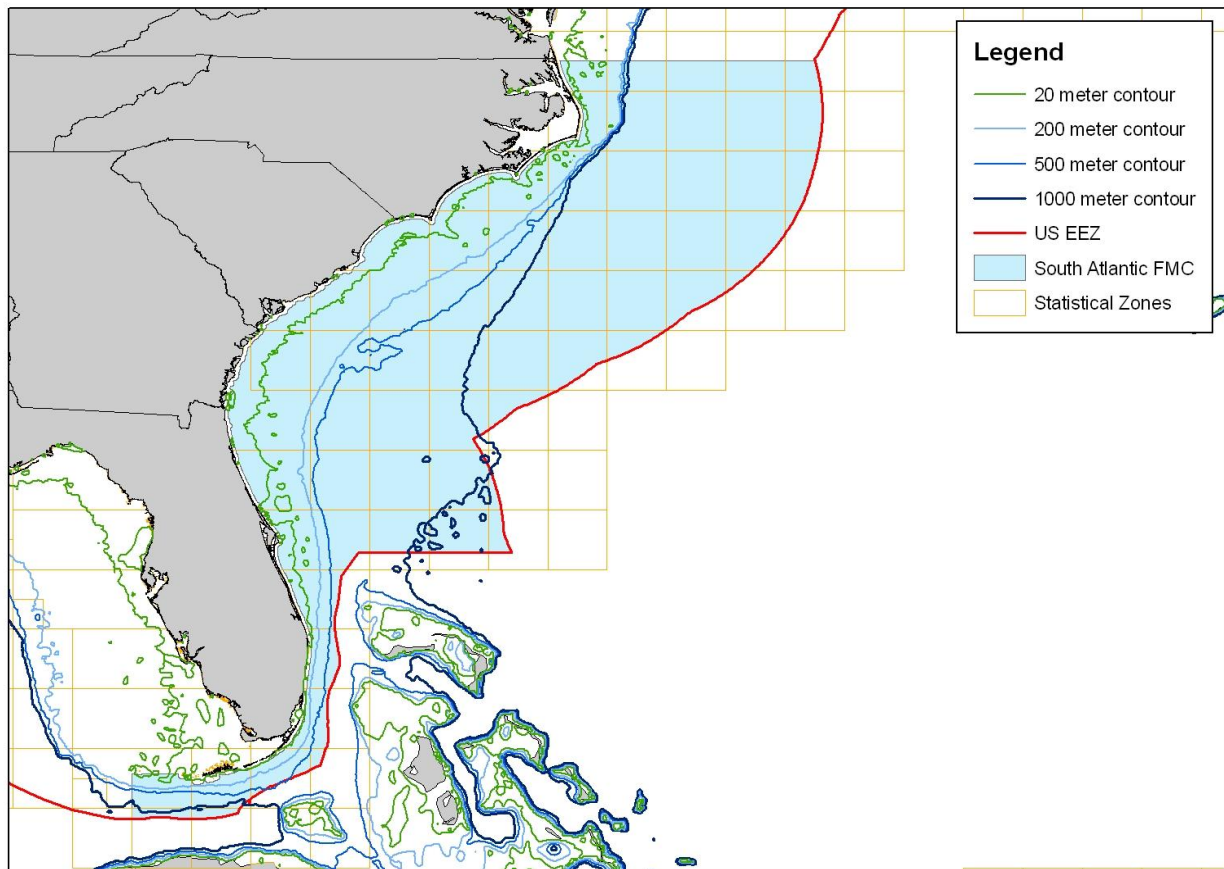 Legend
20 meter contour
200 meter contour
500 meter contour
1000 meter contour
US EEZ
South Atlantic FMC
Statistical Zones